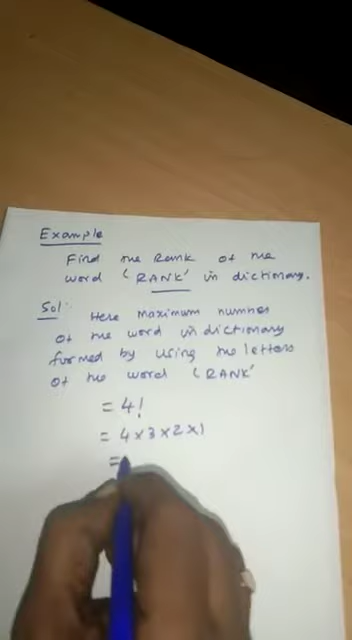 Example
Find the Rank of the
word 'RANK' in dictionary.
Sol:
Here maximum number
of the word in dictionary
formed by using the letters
of the word 'RANK'
= 4!
= 4 × 3 × 2 × 1
=